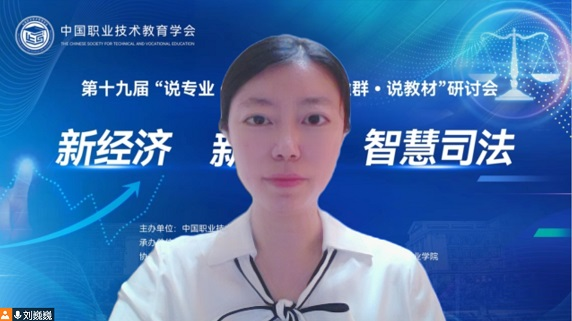 中国职业技术教育学会
THE CHINESE SOCIETY FOR TECHNICAL AND VOCATIONAL EDUCATION
第十九届 “说专业·
群·说教材”研讨会
新经济
智慧司法
主办单位：中国职业技
承办
协
学院
刘巍巍